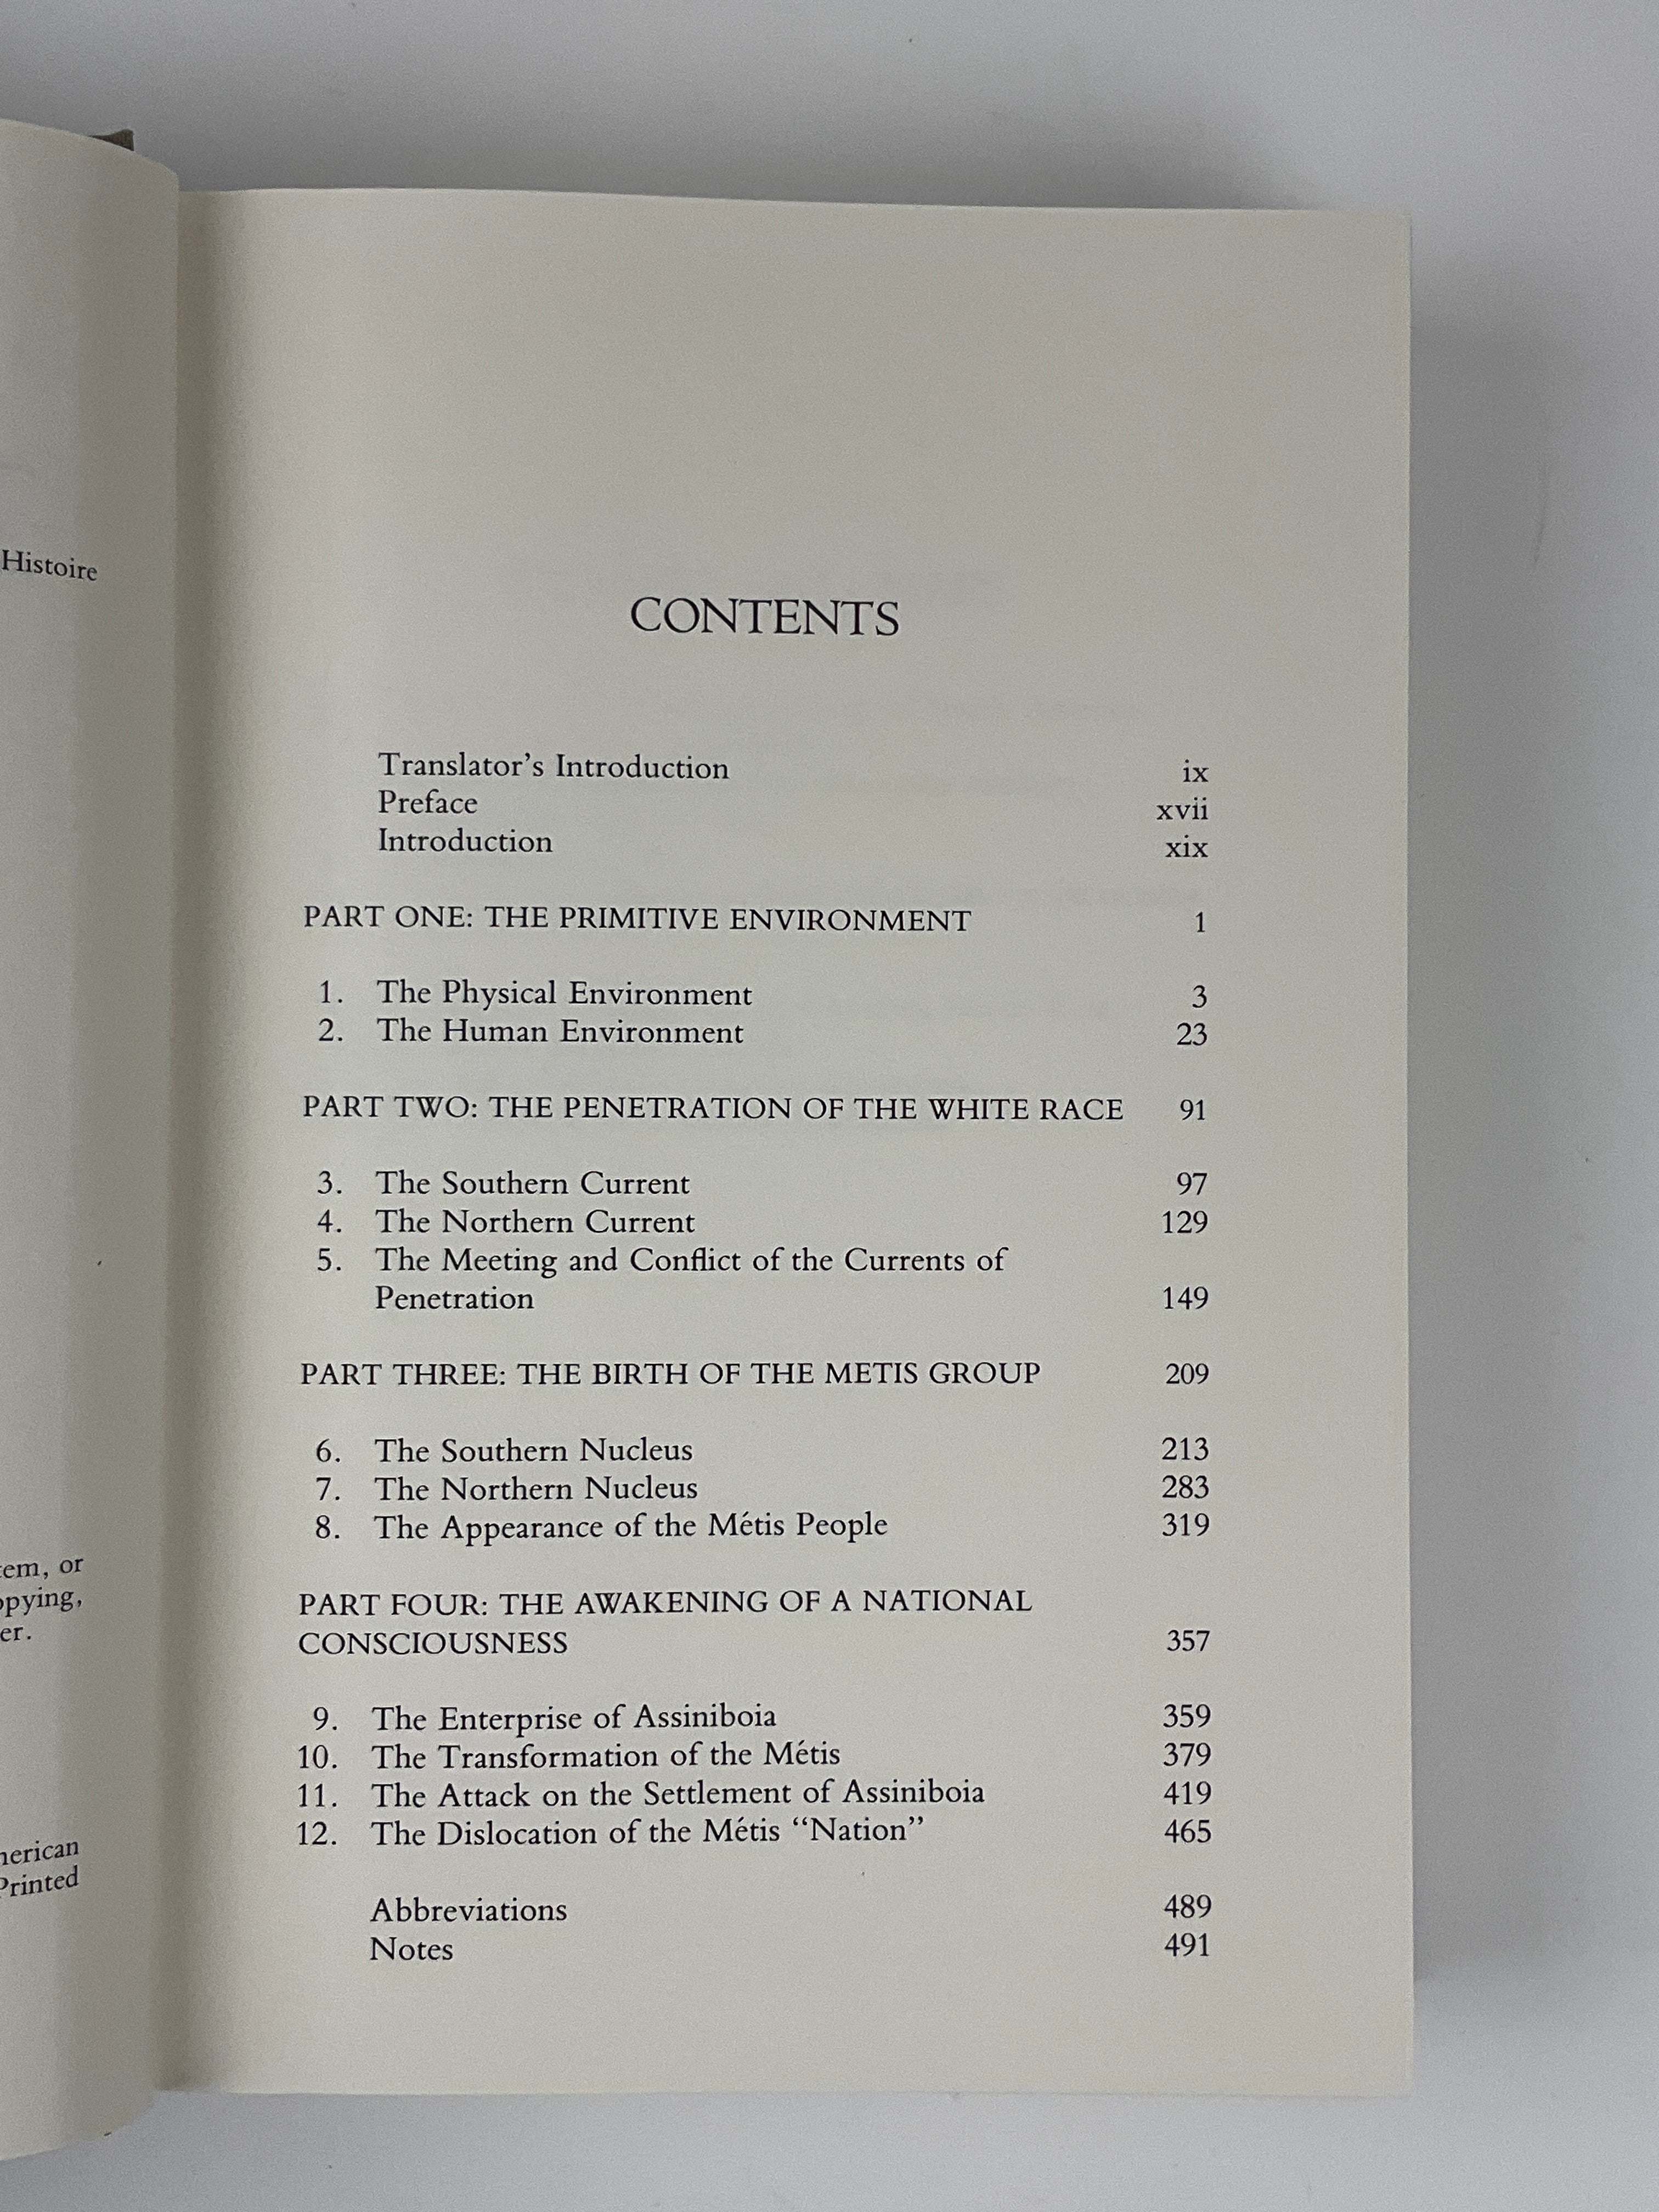 Histoire
em, or
opying,
er.
merican
Printed
CONTENTS
Translator's Introduction ix
Preface xvii
Introduction xix
PART ONE: THE PRIMITIVE ENVIRONMENT 1
1. The Physical Environment 3
2. The Human Environment 23
PART TWO: THE PENETRATION OF THE WHITE RACE 91
3. The Southern Current 97
4. The Northern Current 129
5. The Meeting and Conflict of the Currents of
Penetration 149
PART THREE: THE BIRTH OF THE METIS GROUP 209
6. The Southern Nucleus 213
7. The Northern Nucleus 283
8. The Appearance of the Métis People 319
PART FOUR: THE AWAKENING OF A NATIONAL
CONSCIOUSNESS 357
9. The Enterprise of Assiniboia 359
10. The Transformation of the Métis 379
11. The Attack on the Settlement of Assiniboia 419
12. The Dislocation of the Métis “Nation” 465
Abbreviations 489
Notes 491